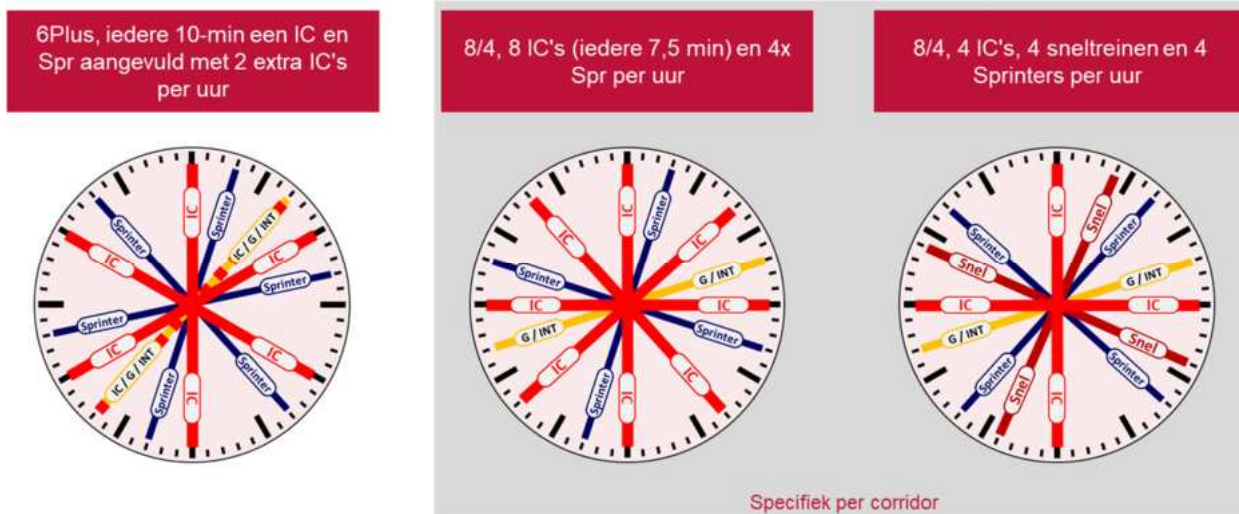 6Plus, iedere 10-min een IC en
Spr aangevuld met 2 extra IC's
per uur
8/4, 8 IC's (iedere 7,5 min) en 4x
Spr per uur
8/4, 4 IC's, 4 sneltreinen en 4
Sprinters per uur
IC
Sprinter
IC / G / INT
IC
Sprinter
IC
Sprinter
IC
Sprinter
IC / G / INT
IC
Sprinter
IC
Sprinter
IC
Sprinter
IC
G / INT
IC
Sprinter
IC
IC
Sprinter
IC
G / INT
IC
Sprinter
IC
IC
Snel
Sprinter
G / INT
IC
Snel
Sprinter
IC
Snel
Sprinter
G / INT
IC
Snel
Sprinter
Specifiek per corridor